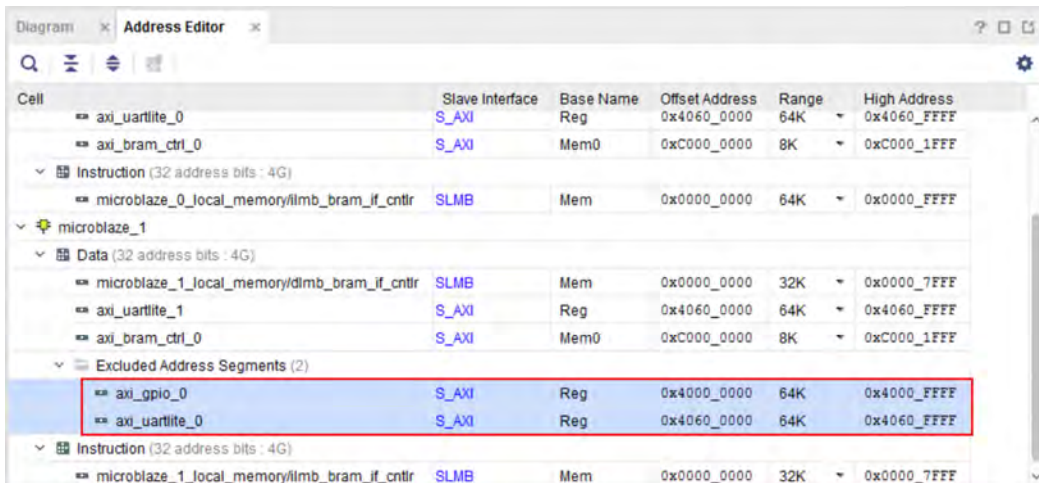 Diagram × Address Editor × ?
Cell Slave Interface Base Name Offset Address Range High Address
axi_uartlite_0 S_AXI Reg 0x4060_0000 64K 0x4060_FFFF
axi_bram_ctrl_0 S_AXI Mem0 0xC000_0000 8K 0xC000_1FFF
Instruction (32 address bits : 4G)
microblaze_0_local_memory/ilmb_bram_if_cntlr SLMB Mem 0x0000_0000 64K 0x0000_FFFF
microblaze_1
Data (32 address bits : 4G)
microblaze_1_local_memory/dlmb_bram_if_cntlr SLMB Mem 0x0000_0000 32K 0x0000_7FFF
axi_uartlite_1 S_AXI Reg 0x4060_0000 64K 0x4060_FFFF
axi_bram_ctrl_0 S_AXI Mem0 0xC000_0000 8K 0xC000_1FFF
Excluded Address Segments (2)
axi_gpio_0 S_AXI Reg 0x4000_0000 64K 0x4000_FFFF
axi_uartlite_0 S_AXI Reg 0x4060_0000 64K 0x4060_FFFF
Instruction (32 address bits : 4G)
microblaze_1_local_memory/ilmb_bram_if_cntlr SLMB Mem 0x0000_0000 32K 0x0000_7FFF